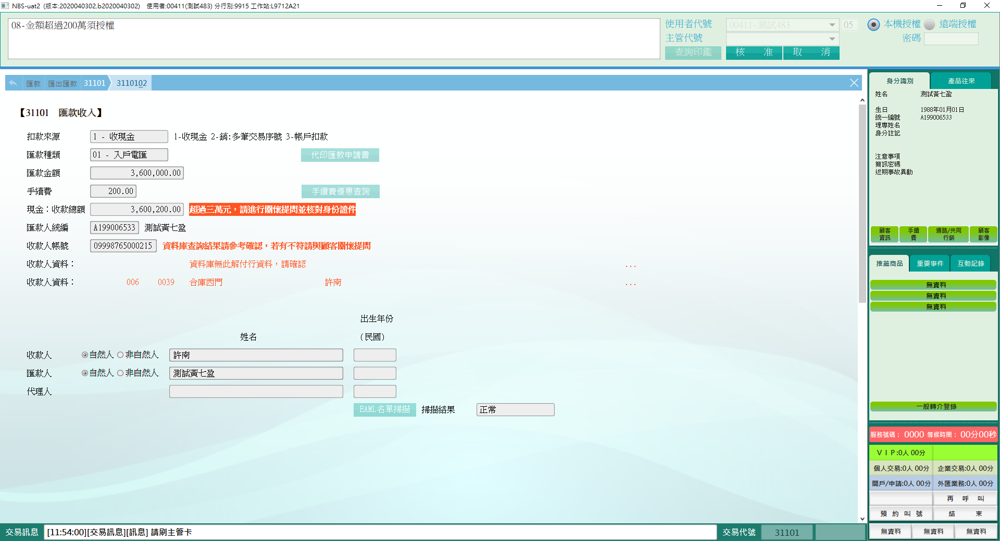 NBS-uat2 (版本:2020040302.b2020040302) 使用者:00411(測試483) 分行別:9915 工作站:L9712A21
08-金額超過200萬須授權
使用者代號 00411-測試483 05 本機授權 遠端授權
主管代號 密碼
查詢印鑑 核 准 取 消
匯款 匯出匯款 31101 3110102
【31101 匯款收入】
扣款來源 1 - 收現金 1-收現金 2-銷:多筆交易序號 3-帳戶扣款
匯款種類 01 - 入戶電匯 代印匯款申請書
匯款金額 3,600,000.00
手續費 200.00 手續費優惠查詢
現金：收款總額 3,600,200.00 超過三萬元，請進行關懷提問並核對身份證件
匯款人統編 A199006533 測試黃七盈
收款人帳號 09998765000215 資料庫查詢結果請參考確認，若有不符請與顧客關懷提問
收款人資料： 資料庫無此解付行資料，請確認 ...
收款人資料： 006 0039 合庫西門 許南 ...
出生年份
姓名 (民國)
收款人 自然人 非自然人 許南
匯款人 自然人 非自然人 測試黃七盈
代理人
EAML名單掃描 掃描結果 正常
身分識別 產品往來
姓名 測試黃七盈
生日 1988年01月01日
統一編號 A199006533
理專姓名
身分註記
注意事項
簡訊密碼
近期事故異動
顧客資訊 手續費 通路/共同行銷 顧客影像
推薦商品 重要事件 互動記錄
無資料
無資料
無資料
一般轉介登錄
服務號碼： 0000 等候時間： 00分00秒
ＶＩＰ:0人 00分
個人交易:0人 00分 企業交易:0人 00分
開戶/申請:0人 00分 外匯業務:0人 00分
再 呼 叫
預 約 叫 號 結 束
無資料 無資料 無資料
交易訊息 [11:54:00][交易訊息][訊息] 請刷主管卡 交易代號 31101